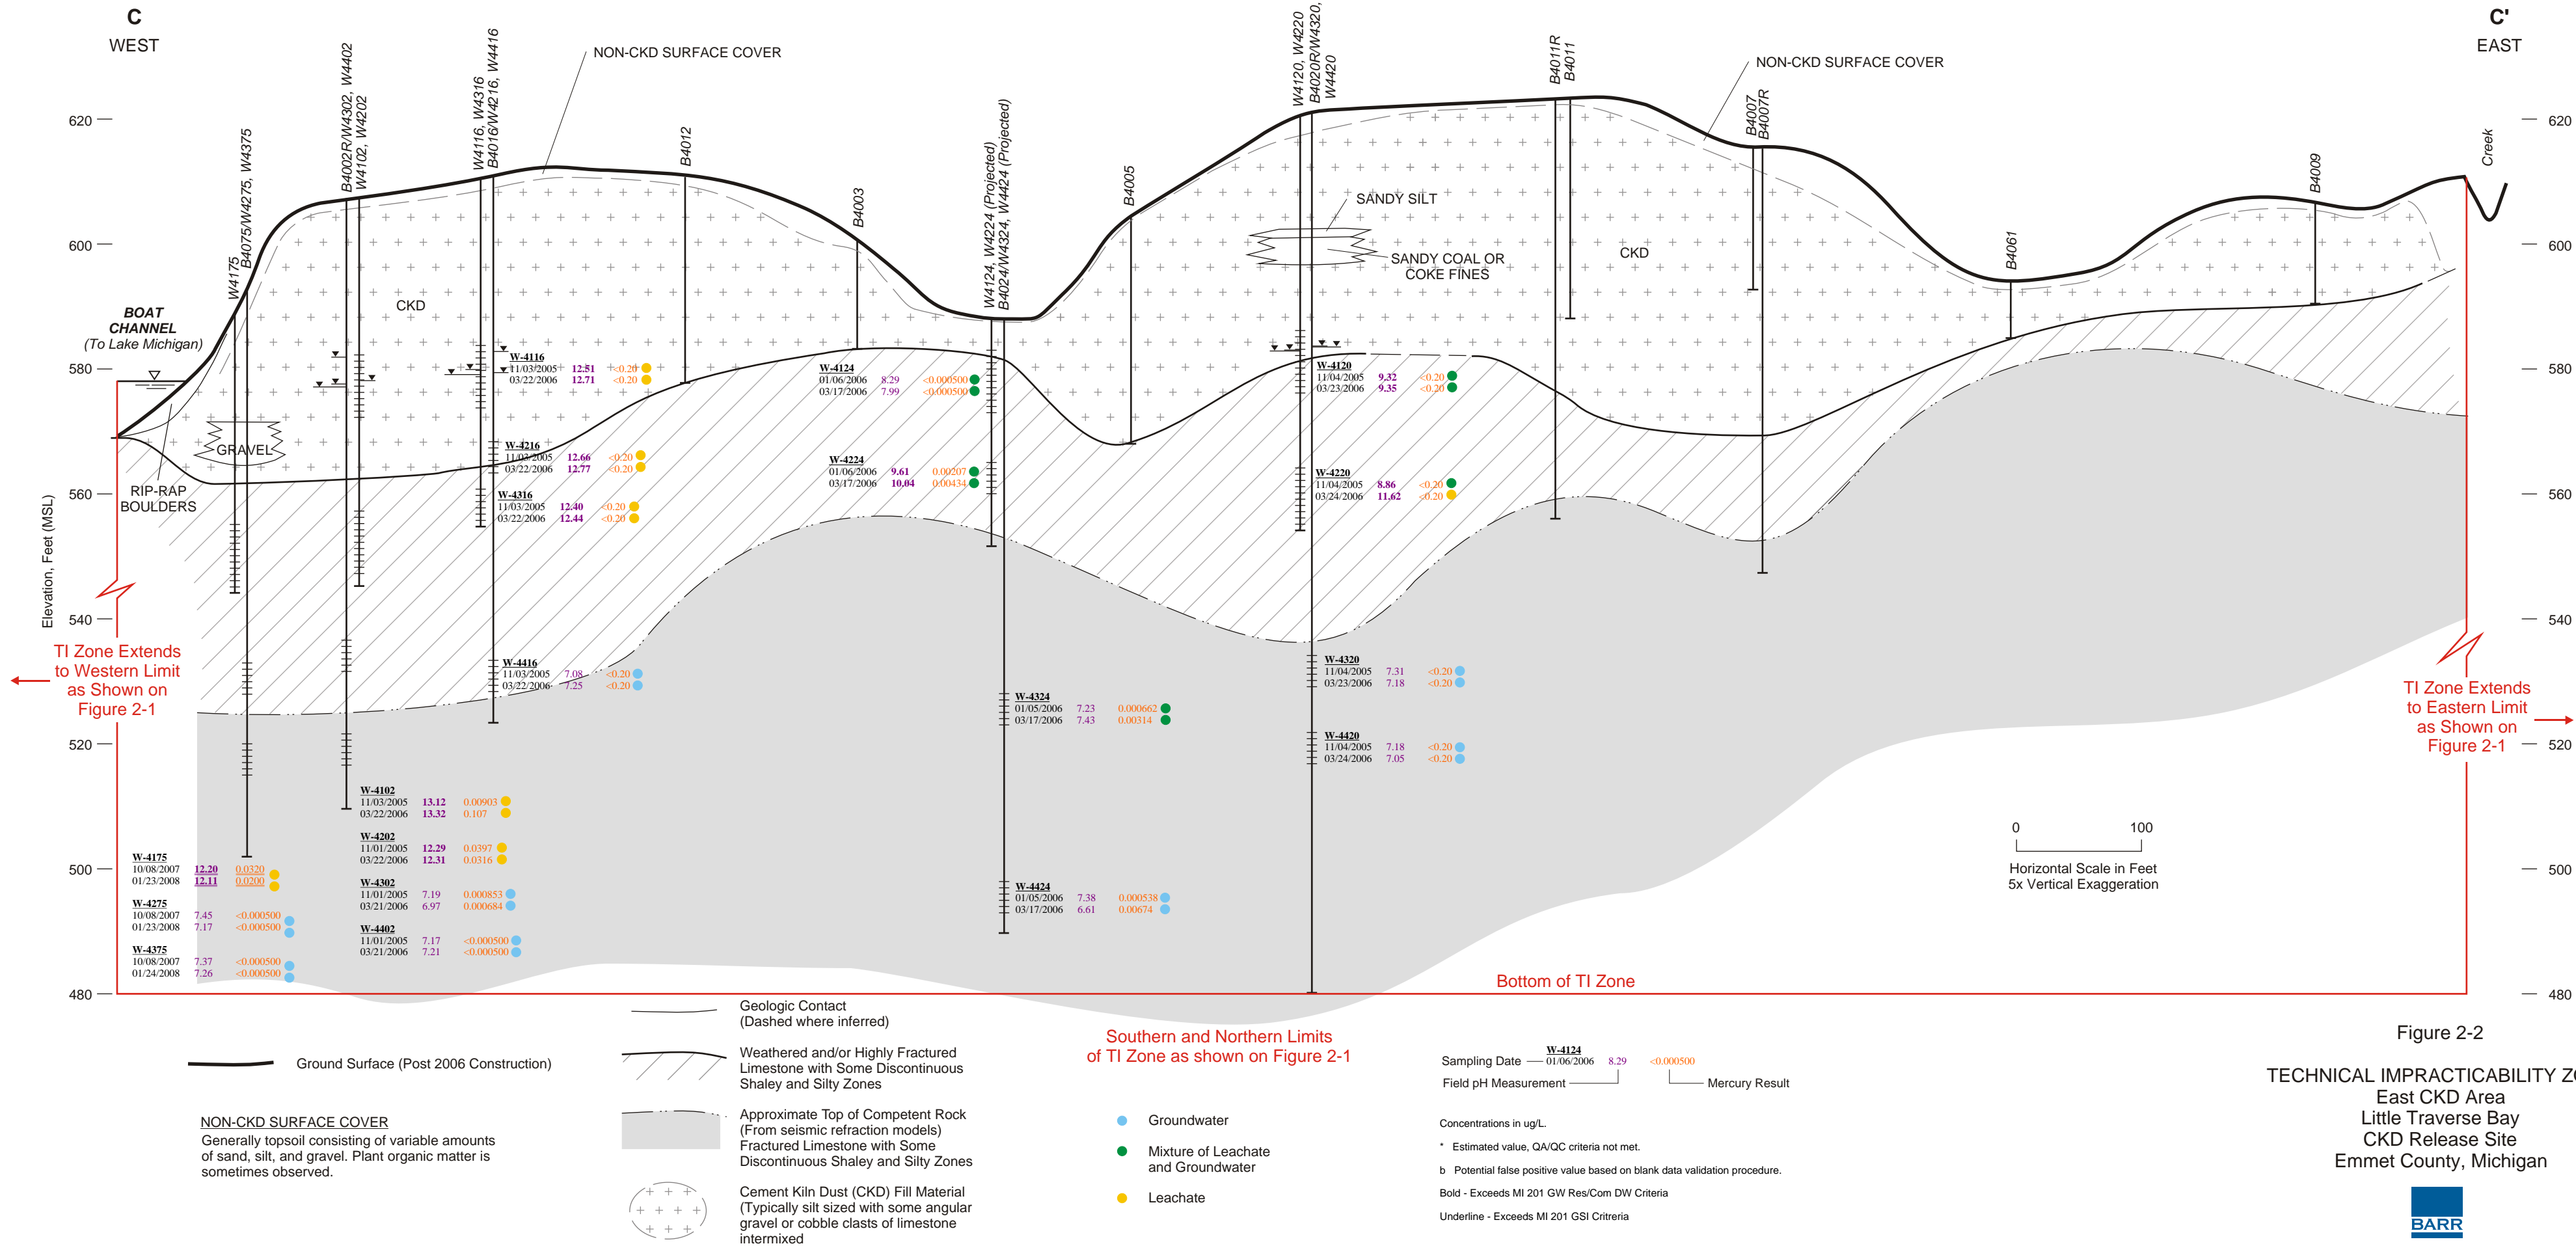 C
WEST
C'
EAST
W4175
B4075/W4275, W4375
B4002R/W4302, W4402
W4102, W4202
W4116, W4316
B4016/W4216, W4416
NON-CKD SURFACE COVER
B4012
B4003
W4124, W4224 (Projected)
B4024/W4324, W4424 (Projected)
B4005
W4120, W4220
B4020R/W4320,
W4420
B4011R
B4011
NON-CKD SURFACE COVER
B4007
B4007R
B4061
B4009
Creek
620
600
580
560
540
520
500
480
Elevation, Feet (MSL)
620
600
580
560
540
520
500
480
BOAT
CHANNEL
(To Lake Michigan)
RIP-RAP
BOULDERS
GRAVEL
CKD
SANDY SILT
SANDY COAL OR
COKE FINES
CKD
TI Zone Extends
to Western Limit
as Shown on
Figure 2-1
TI Zone Extends
to Eastern Limit
as Shown on
Figure 2-1
W-4116
11/03/2005 12.51 <0.20
03/22/2006 12.71 <0.20
W-4216
11/03/2005 12.66 <0.20
03/22/2006 12.77 <0.20
W-4316
11/03/2005 12.40 <0.20
03/22/2006 12.44 <0.20
W-4416
11/03/2005 7.08 <0.20
03/22/2006 7.25 <0.20
W-4124
01/06/2006 8.29 <0.000500
03/17/2006 7.99 <0.000500
W-4224
01/06/2006 9.61 0.00207
03/17/2006 10.04 0.00434
W-4324
01/05/2006 7.23 0.000662
03/17/2006 7.43 0.00314
W-4424
01/05/2006 7.38 0.000538
03/17/2006 6.61 0.00674
W-4120
11/04/2005 9.32 <0.20
03/23/2006 9.35 <0.20
W-4220
11/04/2005 8.86 <0.20
03/24/2006 11.62 <0.20
W-4320
11/04/2005 7.31 <0.20
03/23/2006 7.18 <0.20
W-4420
11/04/2005 7.18 <0.20
03/24/2006 7.05 <0.20
W-4102
11/03/2005 13.12 0.00903
03/22/2006 13.32 0.107
W-4202
11/01/2005 12.29 0.0397
03/22/2006 12.31 0.0316
W-4302
11/01/2005 7.19 0.000853
03/21/2006 6.97 0.000684
W-4402
11/01/2005 7.17 <0.000500
03/21/2006 7.21 <0.000500
W-4175
10/08/2007 12.20 0.0320
01/23/2008 12.11 0.0200
W-4275
10/08/2007 7.45 <0.000500
01/23/2008 7.17 <0.000500
W-4375
10/08/2007 7.37 <0.000500
01/24/2008 7.26 <0.000500
0 100
Horizontal Scale in Feet
5x Vertical Exaggeration
Bottom of TI Zone
Southern and Northern Limits
of TI Zone as shown on Figure 2-1
Ground Surface (Post 2006 Construction)
NON-CKD SURFACE COVER
Generally topsoil consisting of variable amounts
of sand, silt, and gravel. Plant organic matter is
sometimes observed.
Geologic Contact
(Dashed where inferred)
Weathered and/or Highly Fractured
Limestone with Some Discontinuous
Shaley and Silty Zones
Approximate Top of Competent Rock
(From seismic refraction models)
Fractured Limestone with Some
Discontinuous Shaley and Silty Zones
Cement Kiln Dust (CKD) Fill Material
(Typically silt sized with some angular
gravel or cobble clasts of limestone
intermixed
Groundwater
Mixture of Leachate
and Groundwater
Leachate
W-4124
Sampling Date 01/06/2006 8.29 <0.000500
Field pH Measurement Mercury Result
Concentrations in ug/L.
* Estimated value, QA/QC criteria not met.
b Potential false positive value based on blank data validation procedure.
Bold - Exceeds MI 201 GW Res/Com DW Criteria
Underline - Exceeds MI 201 GSI Critreria
Figure 2-2
TECHNICAL IMPRACTICABILITY
East CKD Area
Little Traverse Bay
CKD Release Site
Emmet County, Michigan
BARR